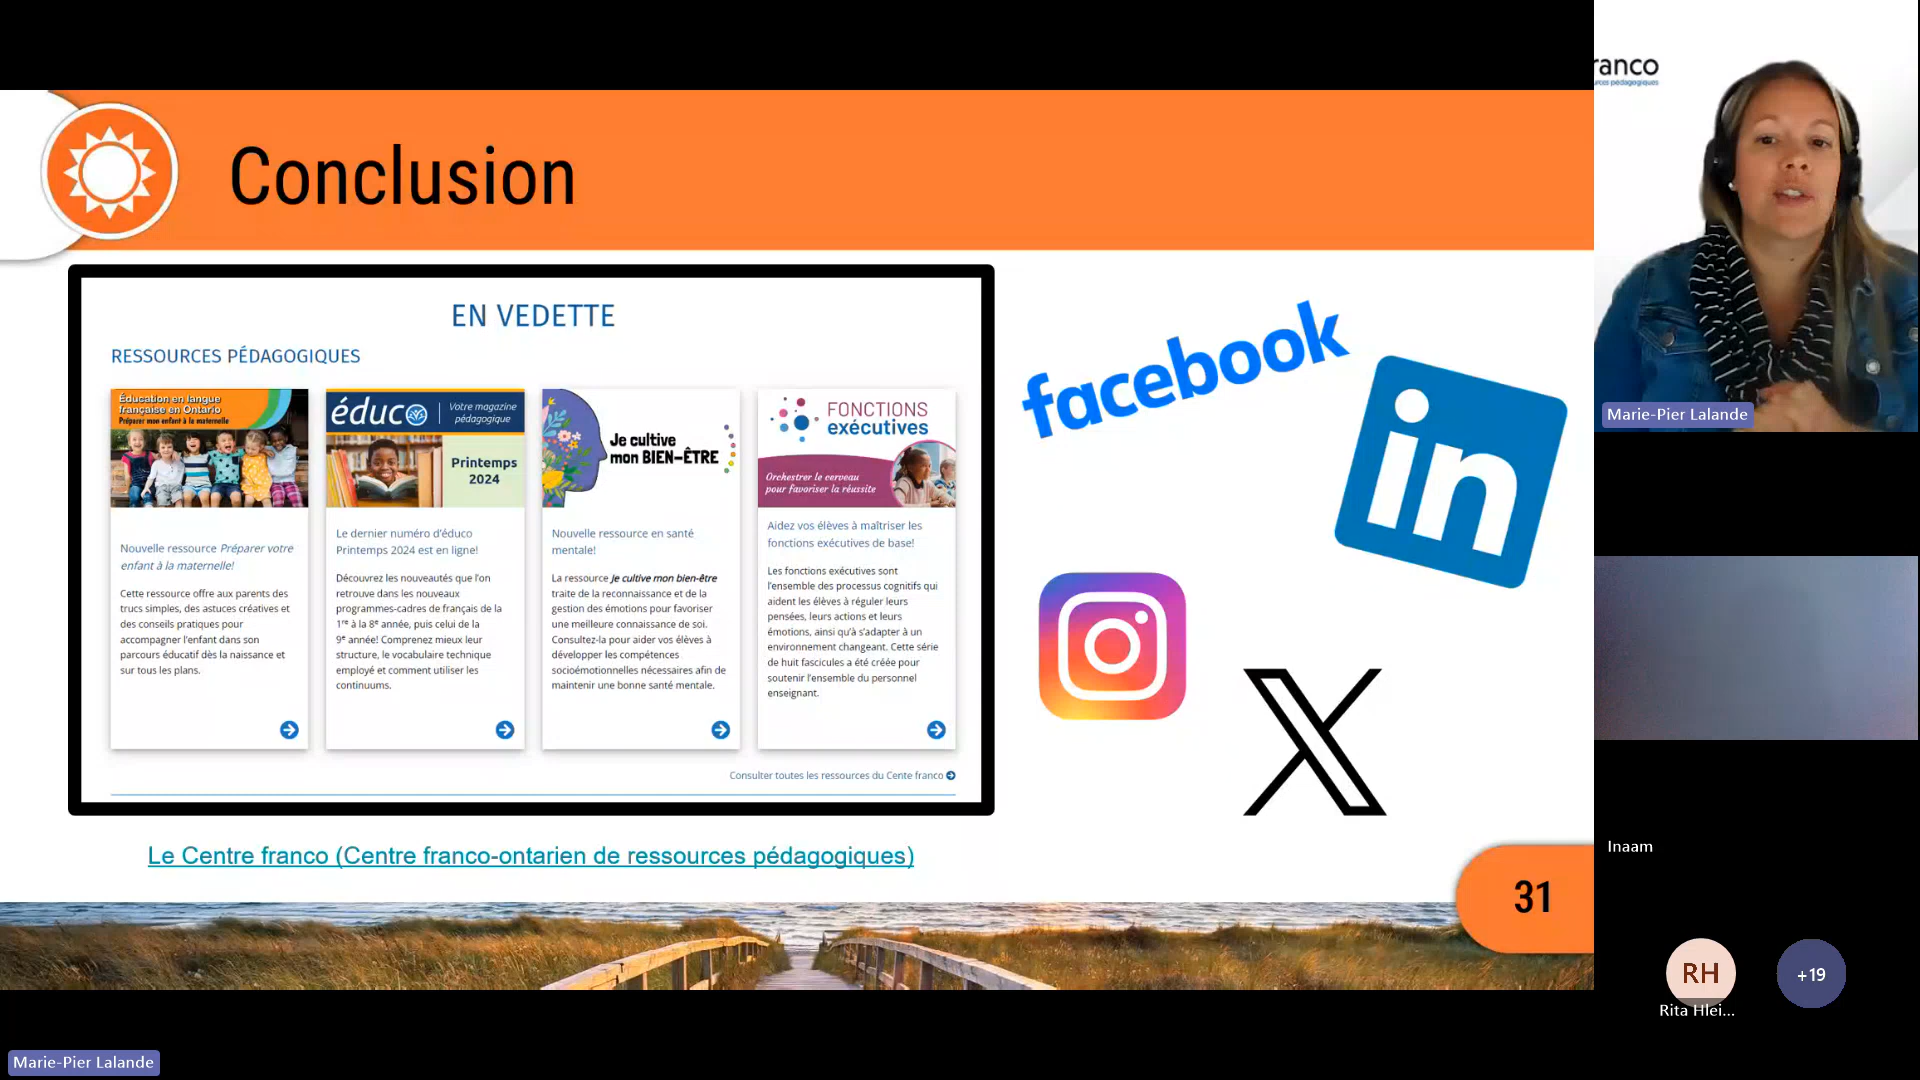 Conclusion
EN VEDETTE
RESSOURCES PÉDAGOGIQUES
Éducation en langue
française en Ontario
Préparer mon enfant à la maternelle
Nouvelle ressource Préparer votre
enfant à la maternelle!
Cette ressource offre aux parents des
trucs simples, des astuces créatives et
des conseils pratiques pour
accompagner l'enfant dans son
parcours éducatif dès la naissance et
sur tous les plans.
éduco
Votre magazine
pédagogique
Printemps
2024
Le dernier numéro d'éduco
Printemps 2024 est en ligne!
Découvrez les nouveautés que l'on
retrouve dans les nouveaux
programmes-cadres de français de la
1re à la 8e année, puis celui de la
9e année! Comprenez mieux leur
structure, le vocabulaire technique
employé et comment utiliser les
continuums.
Je cultive
mon BIEN-ÊTRE
Nouvelle ressource en santé
mentale!
La ressource Je cultive mon bien-être
traite de la reconnaissance et de la
gestion des émotions pour favoriser
une meilleure connaissance de soi.
Consultez-la pour aider vos élèves à
développer les compétences
socioémotionnelles nécessaires afin de
maintenir une bonne santé mentale.
FONCTIONS
exécutives
Orchestrer le cerveau
pour favoriser la réussite
Aidez vos élèves à maîtriser les
fonctions exécutives de base!
Les fonctions exécutives sont
l'ensemble des processus cognitifs qui
aident les élèves à réguler leurs
pensées, leurs actions et leurs
émotions, ainsi qu'à s'adapter à un
environnement changeant. Cette série
de huit fascicules a été créée pour
soutenir l'ensemble du personnel
enseignant.
Consulter toutes les ressources du Cente franco
Le Centre franco (Centre franco-ontarien de ressources pédagogiques)
facebook
in
X
31
ranco
pédagogiques
Marie-Pier Lalande
Inaam
RH
Rita Hlei...
+19
Marie-Pier Lalande